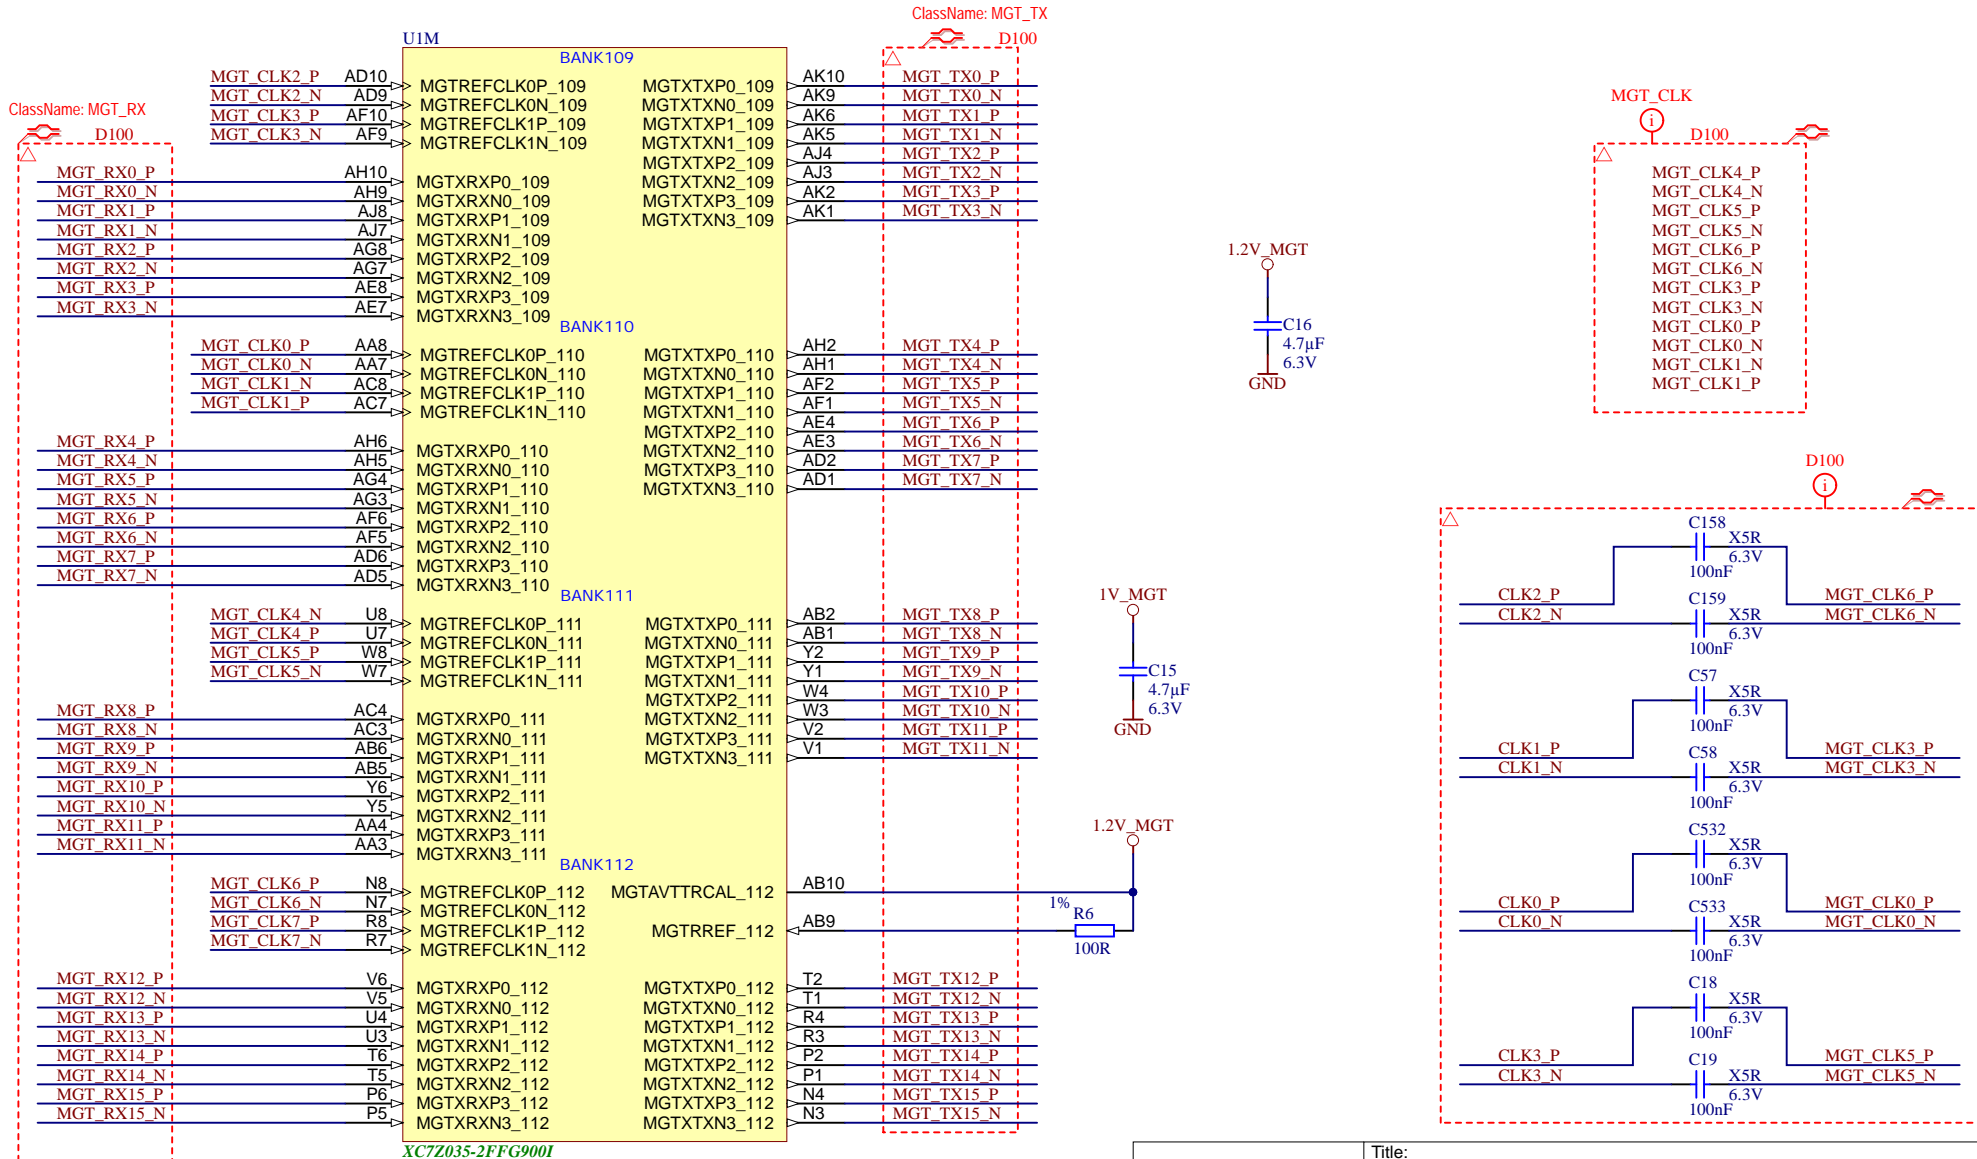 ClassName: MGT_TX
D100
ClassName: MGT_RX
D100
U1M
BANK109
MGT_CLK2_P AD10 MGTREFCLK0P_109
MGT_CLK2_N AD9 MGTREFCLK0N_109
MGT_CLK3_P AF10 MGTREFCLK1P_109
MGT_CLK3_N AF9 MGTREFCLK1N_109
MGT_RX0_P AH10 MGTXRXP0_109
MGT_RX0_N AH9 MGTXRXN0_109
MGT_RX1_P AJ8 MGTXRXP1_109
MGT_RX1_N AJ7 MGTXRXN1_109
MGT_RX2_P AG8 MGTXRXP2_109
MGT_RX2_N AG7 MGTXRXN2_109
MGT_RX3_P AE8 MGTXRXP3_109
MGT_RX3_N AE7 MGTXRXN3_109
MGTXTXP0_109 AK10 MGT_TX0_P
MGTXTXN0_109 AK9 MGT_TX0_N
MGTXTXP1_109 AK6 MGT_TX1_P
MGTXTXN1_109 AK5 MGT_TX1_N
MGTXTXP2_109 AJ4 MGT_TX2_P
MGTXTXN2_109 AJ3 MGT_TX2_N
MGTXTXP3_109 AK2 MGT_TX3_P
MGTXTXN3_109 AK1 MGT_TX3_N
BANK110
MGT_CLK0_P AA8 MGTREFCLK0P_110
MGT_CLK0_N AA7 MGTREFCLK0N_110
MGT_CLK1_N AC8 MGTREFCLK1P_110
MGT_CLK1_P AC7 MGTREFCLK1N_110
MGT_RX4_P AH6 MGTXRXP0_110
MGT_RX4_N AH5 MGTXRXN0_110
MGT_RX5_P AG4 MGTXRXP1_110
MGT_RX5_N AG3 MGTXRXN1_110
MGT_RX6_P AF6 MGTXRXP2_110
MGT_RX6_N AF5 MGTXRXN2_110
MGT_RX7_P AD6 MGTXRXP3_110
MGT_RX7_N AD5 MGTXRXN3_110
MGTXTXP0_110 AH2 MGT_TX4_P
MGTXTXN0_110 AH1 MGT_TX4_N
MGTXTXP1_110 AF2 MGT_TX5_P
MGTXTXN1_110 AF1 MGT_TX5_N
MGTXTXP2_110 AE4 MGT_TX6_P
MGTXTXN2_110 AE3 MGT_TX6_N
MGTXTXP3_110 AD2 MGT_TX7_P
MGTXTXN3_110 AD1 MGT_TX7_N
BANK111
MGT_CLK4_N U8 MGTREFCLK0P_111
MGT_CLK4_P U7 MGTREFCLK0N_111
MGT_CLK5_P W8 MGTREFCLK1P_111
MGT_CLK5_N W7 MGTREFCLK1N_111
MGT_RX8_P AC4 MGTXRXP0_111
MGT_RX8_N AC3 MGTXRXN0_111
MGT_RX9_P AB6 MGTXRXP1_111
MGT_RX9_N AB5 MGTXRXN1_111
MGT_RX10_P Y6 MGTXRXP2_111
MGT_RX10_N Y5 MGTXRXN2_111
MGT_RX11_P AA4 MGTXRXP3_111
MGT_RX11_N AA3 MGTXRXN3_111
MGTXTXP0_111 AB2 MGT_TX8_P
MGTXTXN0_111 AB1 MGT_TX8_N
MGTXTXP1_111 Y2 MGT_TX9_P
MGTXTXN1_111 Y1 MGT_TX9_N
MGTXTXP2_111 W4 MGT_TX10_P
MGTXTXN2_111 W3 MGT_TX10_N
MGTXTXP3_111 V2 MGT_TX11_P
MGTXTXN3_111 V1 MGT_TX11_N
BANK112
MGT_CLK6_P N8 MGTREFCLK0P_112
MGT_CLK6_N N7 MGTREFCLK0N_112
MGT_CLK7_P R8 MGTREFCLK1P_112
MGT_CLK7_N R7 MGTREFCLK1N_112
MGTAVTTRCAL_112 AB10
MGTRREF_112 AB9
MGT_RX12_P V6 MGTXRXP0_112
MGT_RX12_N V5 MGTXRXN0_112
MGT_RX13_P U4 MGTXRXP1_112
MGT_RX13_N U3 MGTXRXN1_112
MGT_RX14_P T6 MGTXRXP2_112
MGT_RX14_N T5 MGTXRXN2_112
MGT_RX15_P P6 MGTXRXP3_112
MGT_RX15_N P5 MGTXRXN3_112
MGTXTXP0_112 T2 MGT_TX12_P
MGTXTXN0_112 T1 MGT_TX12_N
MGTXTXP1_112 R4 MGT_TX13_P
MGTXTXN1_112 R3 MGT_TX13_N
MGTXTXP2_112 P2 MGT_TX14_P
MGTXTXN2_112 P1 MGT_TX14_N
MGTXTXP3_112 N4 MGT_TX15_P
MGTXTXN3_112 N3 MGT_TX15_N
XC7Z035-2FFG900I
1.2V_MGT
C16
4.7µF
6.3V
GND
1V_MGT
C15
4.7µF
6.3V
GND
1.2V_MGT
1%
R6
100R
MGT_CLK
i
D100
MGT_CLK4_P
MGT_CLK4_N
MGT_CLK5_P
MGT_CLK5_N
MGT_CLK6_P
MGT_CLK6_N
MGT_CLK3_P
MGT_CLK3_N
MGT_CLK0_P
MGT_CLK0_N
MGT_CLK1_N
MGT_CLK1_P
D100
i
C158
X5R
6.3V
100nF
CLK2_P MGT_CLK6_P
C159
CLK2_N X5R MGT_CLK6_N
6.3V
100nF
C57
X5R
6.3V
100nF
CLK1_P MGT_CLK3_P
C58
CLK1_N X5R MGT_CLK3_N
6.3V
100nF
C532
X5R
6.3V
100nF
CLK0_P MGT_CLK0_P
C533
CLK0_N X5R MGT_CLK0_N
6.3V
100nF
C18
X5R
6.3V
100nF
CLK3_P MGT_CLK5_P
C19
CLK3_N X5R MGT_CLK5_N
6.3V
100nF
Title: